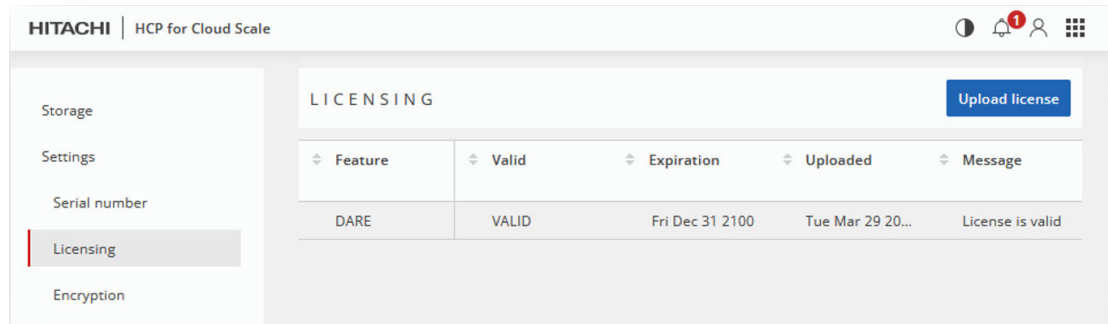 HITACHI HCP for Cloud Scale
1
Storage
Settings
Serial number
Licensing
Encryption
LICENSING
Upload license
Feature Valid Expiration Uploaded Message
DARE VALID Fri Dec 31 2100 Tue Mar 29 20... License is valid